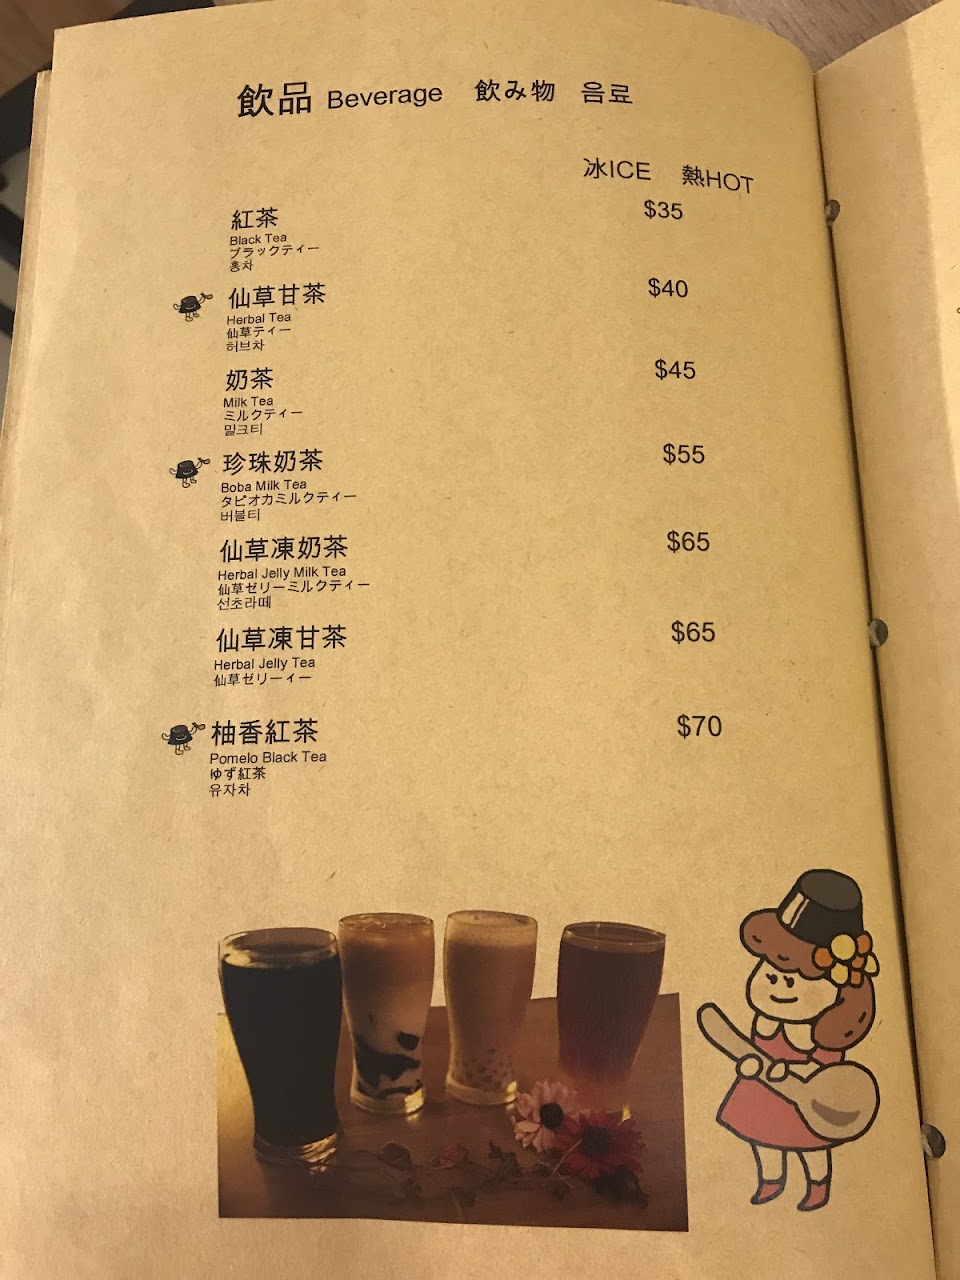 飲品 Beverage 飲み物 음료
冰ICE 熱HOT
紅茶 $35
Black Tea
ブラックティー
홍차
仙草甘茶 $40
Herbal Tea
仙草ティー
허브차
奶茶 $45
Milk Tea
ミルクティー
밀크티
珍珠奶茶 $55
Boba Milk Tea
タピオカミルクティー
버블티
仙草凍奶茶 $65
Herbal Jelly Milk Tea
仙草ゼリーミルクティー
선초라떼
仙草凍甘茶 $65
Herbal Jelly Tea
仙草ゼリーィー
柚香紅茶 $70
Pomelo Black Tea
ゆず紅茶
유자차